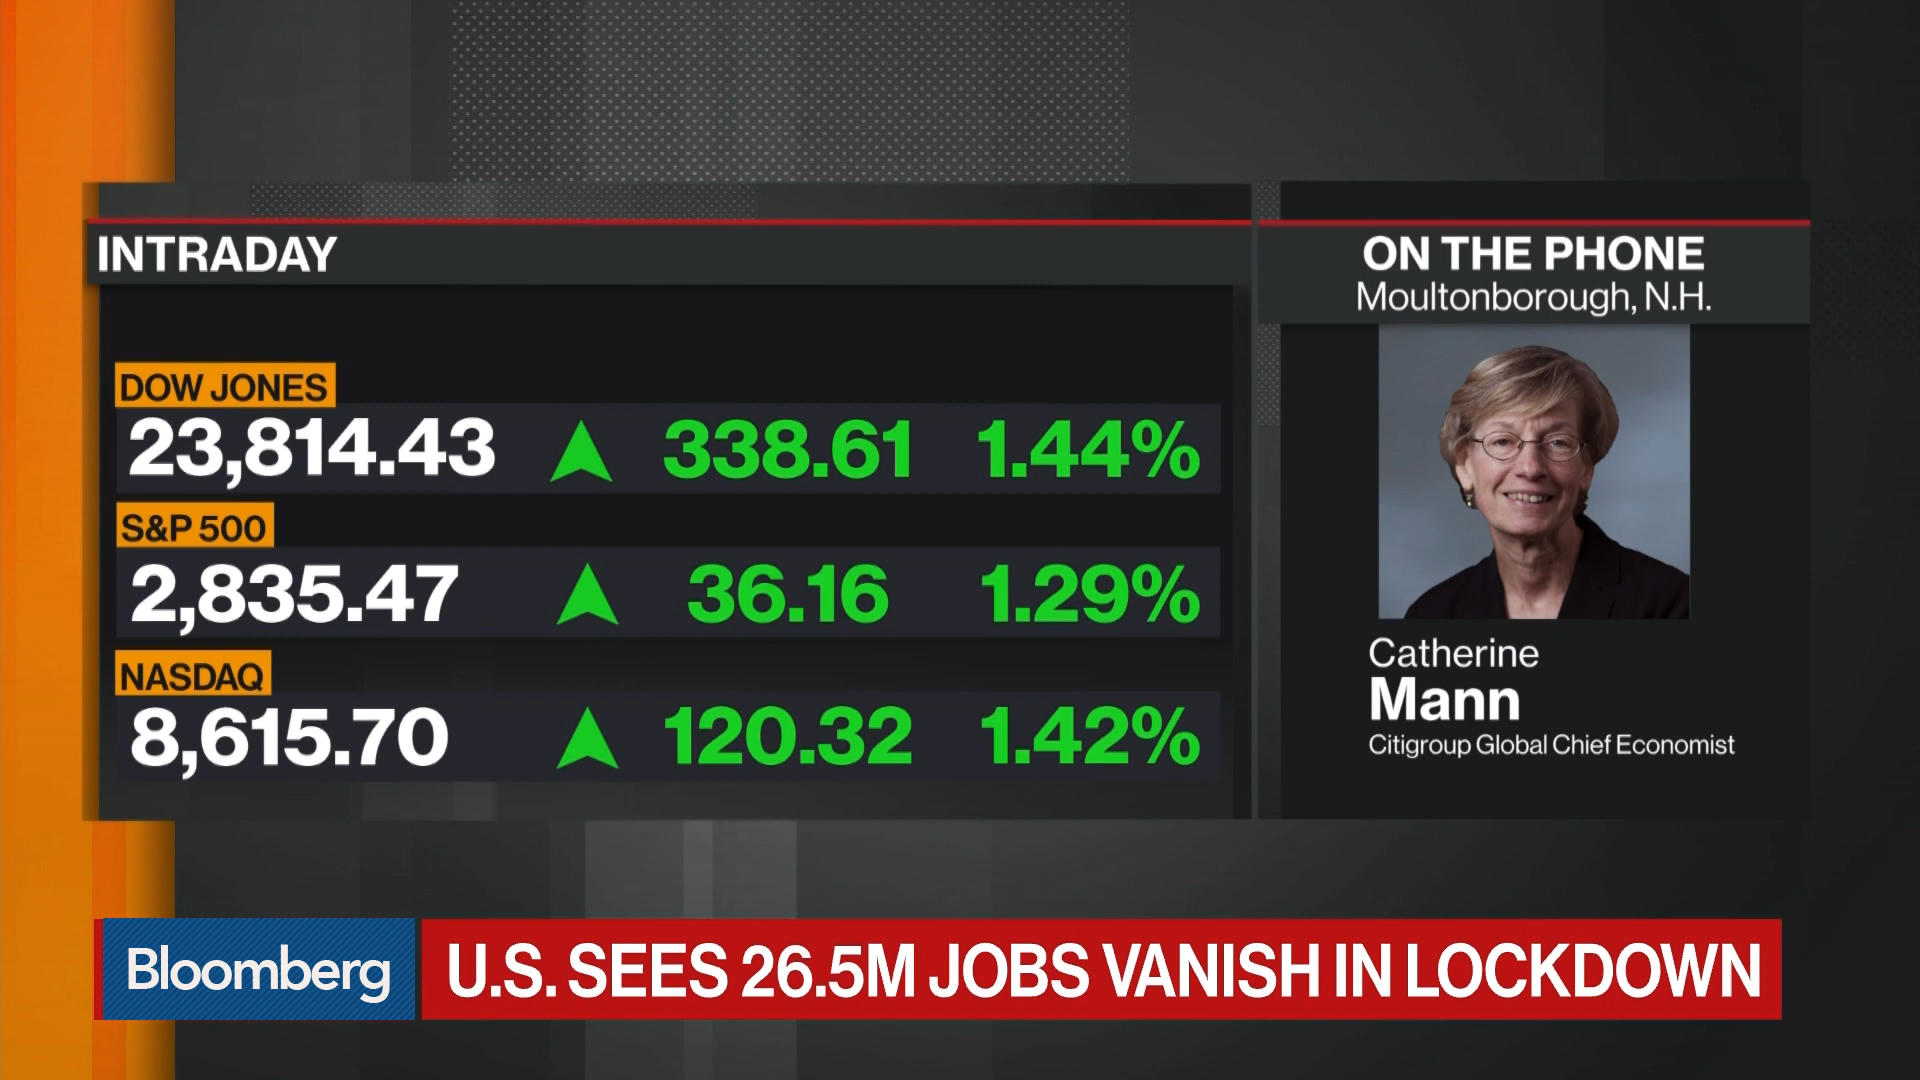 INTRADAY
DOW JONES
23,814.43 ▲ 338.61 1.44%
S&P 500
2,835.47 ▲ 36.16 1.29%
NASDAQ
8,615.70 ▲ 120.32 1.42%
ON THE PHONE
Moultonborough, N.H.
Catherine
Mann
Citigroup Global Chief Economist
Bloomberg
U.S. SEES 26.5M JOBS VANISH IN LOCKDOWN